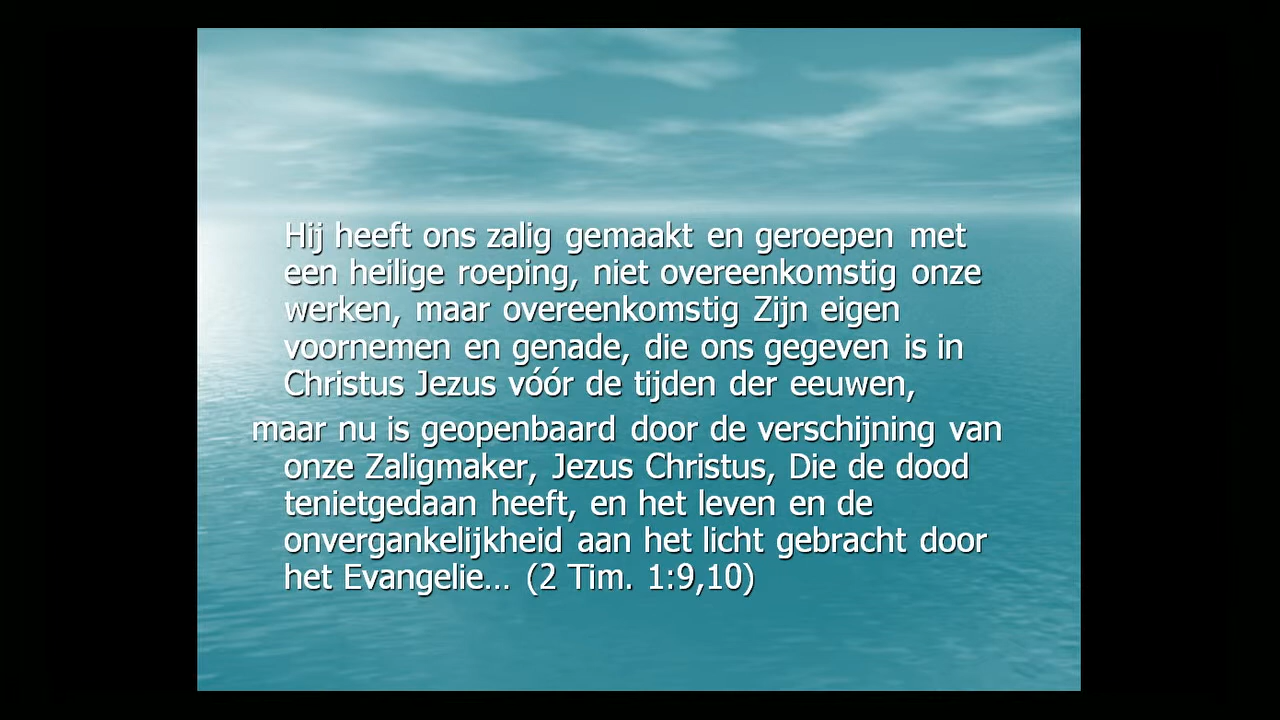 Hij heeft ons zalig gemaakt en geroepen met
een heilige roeping, niet overeenkomstig onze
werken, maar overeenkomstig Zijn eigen
voornemen en genade, die ons gegeven is in
Christus Jezus vóór de tijden der eeuwen,
maar nu is geopenbaard door de verschijning van
onze Zaligmaker, Jezus Christus, Die de dood
tenietgedaan heeft, en het leven en de
onvergankelijkheid aan het licht gebracht door
het Evangelie... (2 Tim. 1:9,10)